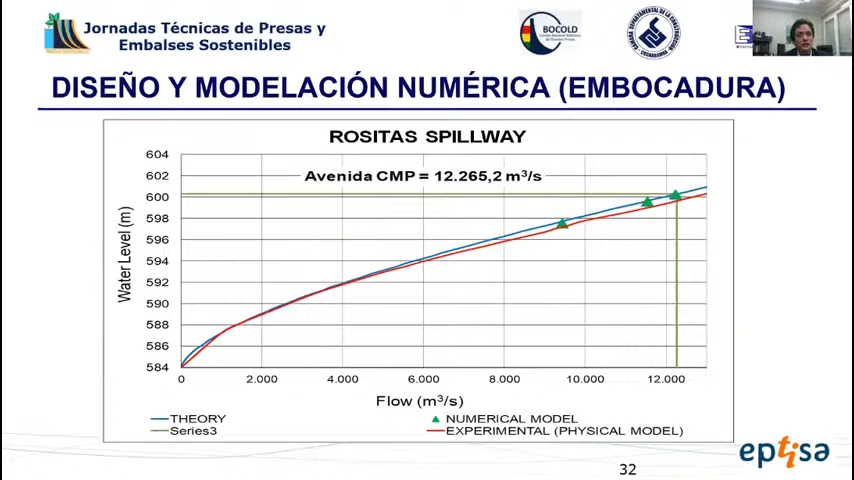 Jornadas Técnicas de Presas y
Embalses Sostenibles
BOCOLD
DISEÑO Y MODELACIÓN NUMÉRICA (EMBOCADURA)
ROSITAS SPILLWAY
Avenida CMP = 12.265,2 m³/s
604
602
600
598
596
594
592
590
588
586
584
Water Level (m)
0 2.000 4.000 6.000 8.000 10.000 12.000
Flow (m³/s)
THEORY
NUMERICAL MODEL
Series3
EXPERIMENTAL (PHYSICAL MODEL)
eptisa
32